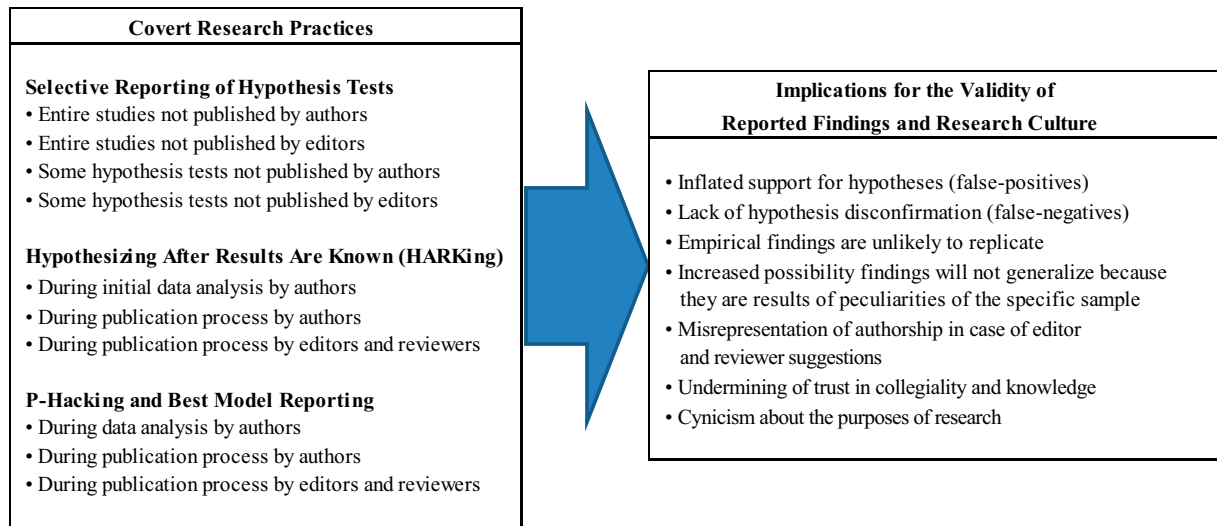 Covert Research Practices
Selective Reporting of Hypothesis Tests
• Entire studies not published by authors
• Entire studies not published by editors
• Some hypothesis tests not published by authors
• Some hypothesis tests not published by editors
Hypothesizing After Results Are Known (HARKing)
• During initial data analysis by authors
• During publication process by authors
• During publication process by editors and reviewers
P-Hacking and Best Model Reporting
• During data analysis by authors
• During publication process by authors
• During publication process by editors and reviewers
Implications for the Validity of
Reported Findings and Research Culture
• Inflated support for hypotheses (false-positives)
• Lack of hypothesis disconfirmation (false-negatives)
• Empirical findings are unlikely to replicate
• Increased possibility findings will not generalize because
they are results of peculiarities of the specific sample
• Misrepresentation of authorship in case of editor
and reviewer suggestions
• Undermining of trust in collegiality and knowledge
• Cynicism about the purposes of research